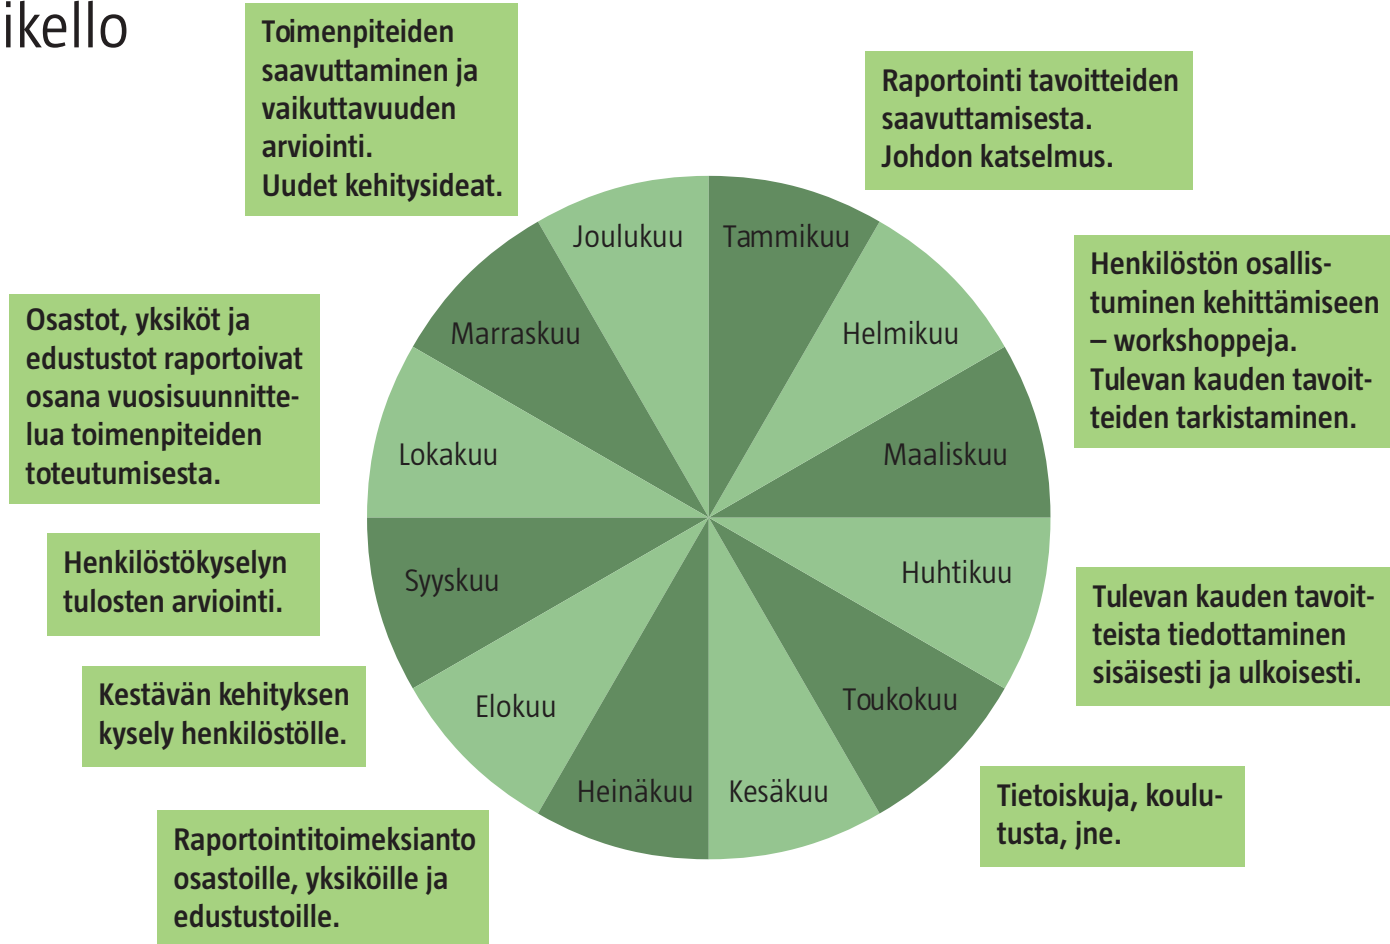 ikello
Toimenpiteiden
saavuttaminen ja
vaikuttavuuden
arviointi.
Uudet kehitysideat.
Raportointi tavoitteiden
saavuttamisesta.
Johdon katselmus.
Henkilöstön osallis-
tuminen kehittämiseen
– workshoppeja.
Tulevan kauden tavoit-
teiden tarkistaminen.
Osastot, yksiköt ja
edustustot raportoivat
osana vuosisuunnitte-
lua toimenpiteiden
toteutumisesta.
Henkilöstökyselyn
tulosten arviointi.
Kestävän kehityksen
kysely henkilöstölle.
Raportointitoimeksianto
osastoille, yksiköille ja
edustustoille.
Tulevan kauden tavoit-
teista tiedottaminen
sisäisesti ja ulkoisesti.
Tietoiskuja, koulu-
tusta, jne.
Joulukuu
Tammikuu
Marraskuu
Helmikuu
Lokakuu
Maaliskuu
Syyskuu
Huhtikuu
Elokuu
Toukokuu
Heinäkuu
Kesäkuu